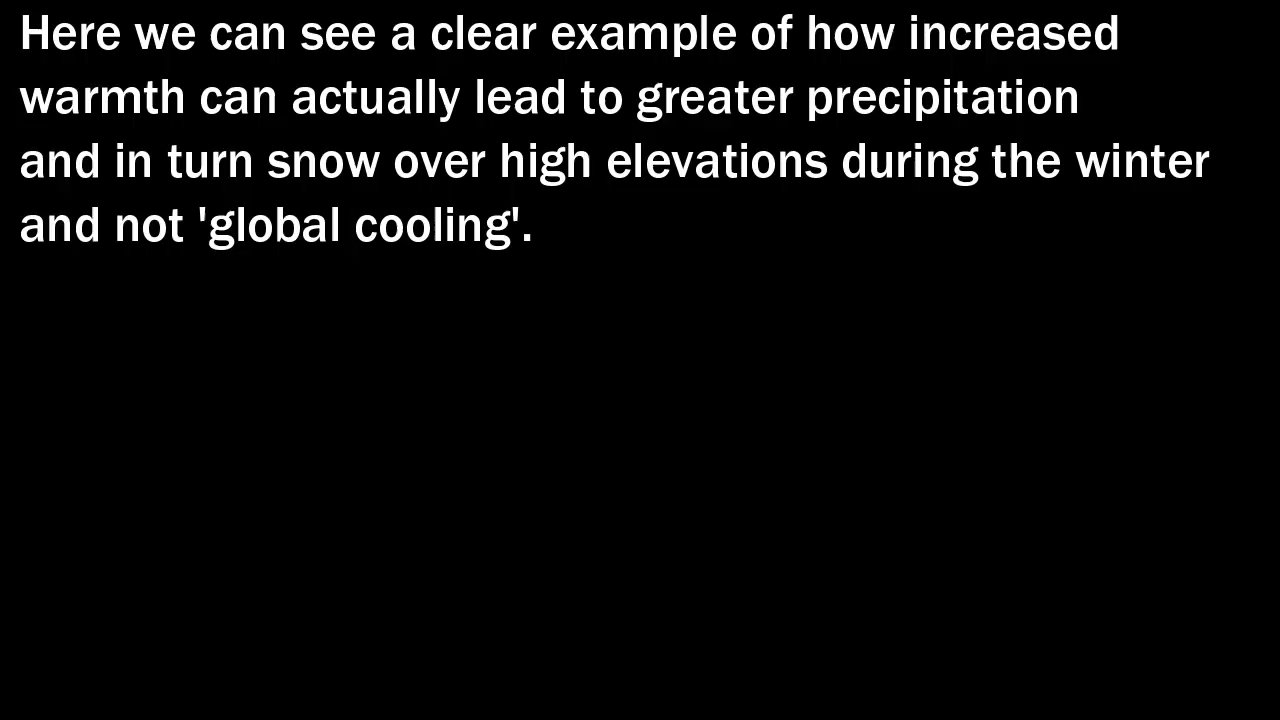 Here we can see a clear example of how increased
warmth can actually lead to greater precipitation
and in turn snow over high elevations during the winter
and not 'global cooling'.